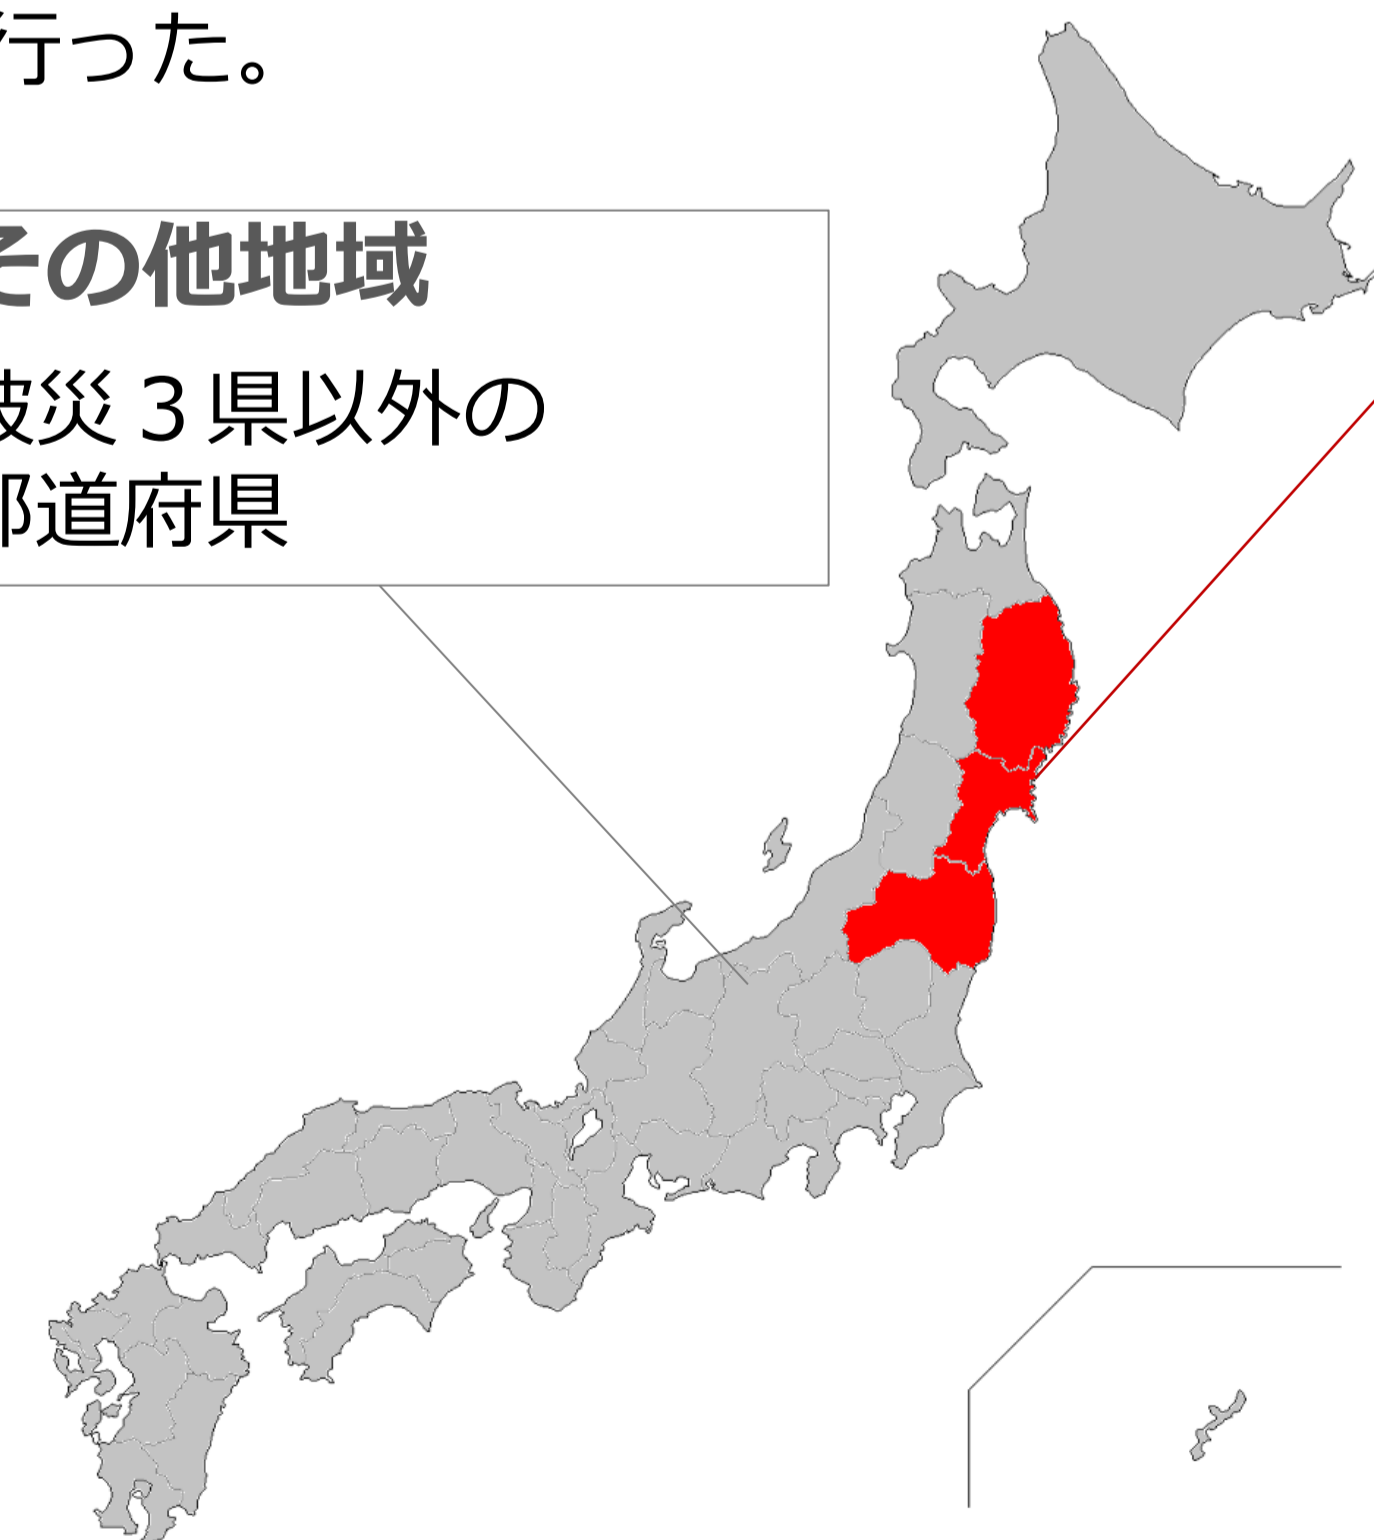 行った。
その他地域
被災３県以外の
都道府県